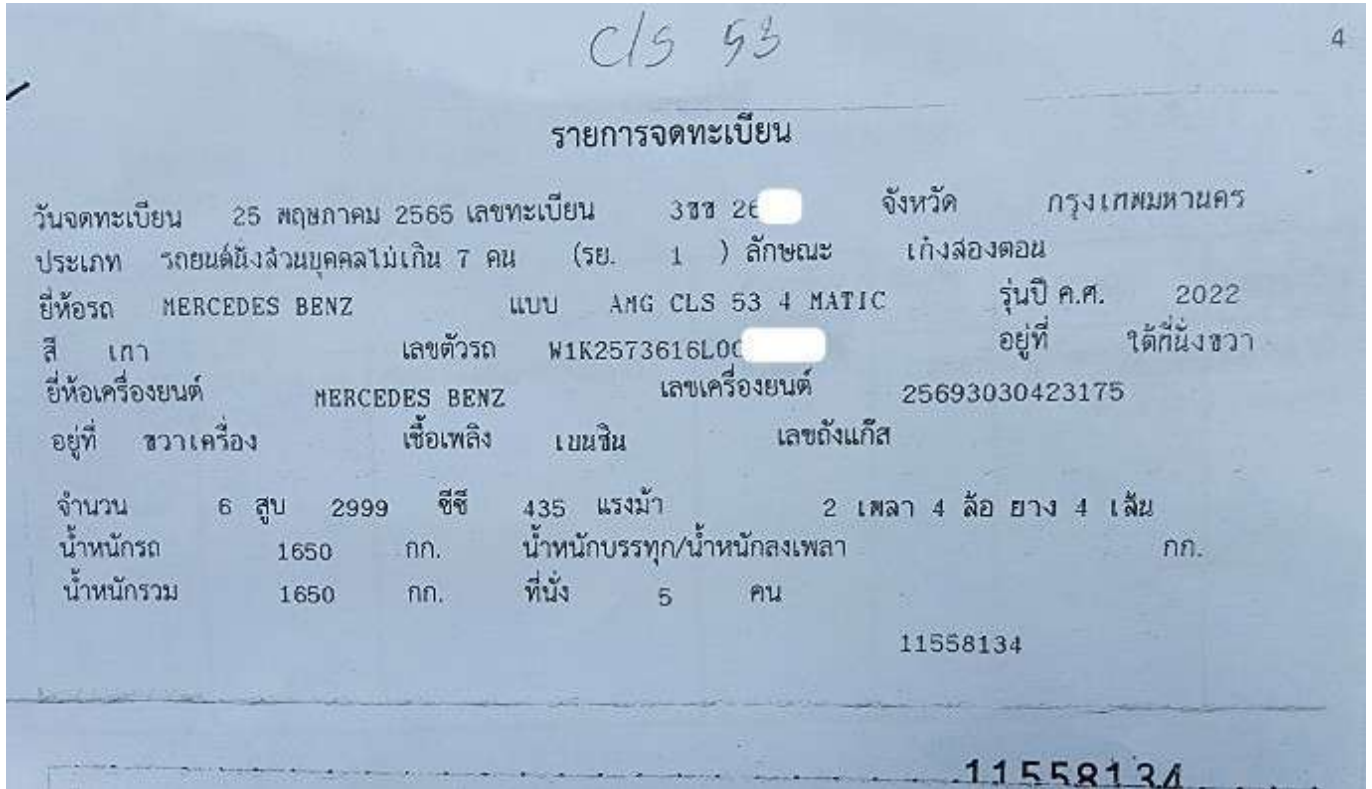 cls 53
4
รายการจดทะเบียน
วันจดทะเบียน 25 พฤษภาคม 2565 เลขทะเบียน 3ขข 26 จังหวัด กรุงเทพมหานคร
ประเภท รถยนต์นั่งส่วนบุคคลไม่เกิน 7 คน (รย. 1 ) ลักษณะ เก๋งสองตอน
ยี่ห้อรถ MERCEDES BENZ แบบ AMG CLS 53 4 MATIC รุ่นปี ค.ศ. 2022
สี เทา เลขตัวรถ W1K2573616L00 อยู่ที่ ใต้ที่นั่งขวา
ยี่ห้อเครื่องยนต์ MERCEDES BENZ เลขเครื่องยนต์ 25693030423175
อยู่ที่ ขวาเครื่อง เชื้อเพลิง เบนซิน เลขถังแก๊ส
จำนวน 6 สูบ 2999 ซีซี 435 แรงม้า 2 เพลา 4 ล้อ ยาง 4 เส้น
น้ำหนักรถ 1650 กก. น้ำหนักบรรทุก/น้ำหนักลงเพลา กก.
น้ำหนักรวม 1650 กก. ที่นั่ง 5 คน
11558134
11558134